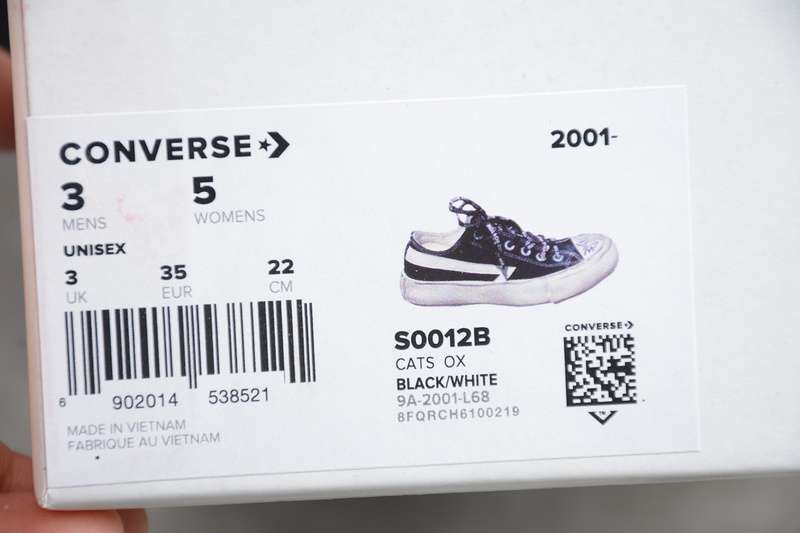 CONVERSE
2001-
3
5
MENS
WOMENS
UNISEX
3
35
22
UK
EUR
CM
6 902014 538521
MADE IN VIETNAM
FABRIQUE AU VIETNAM
S0012B
CATS OX
BLACK/WHITE
9A-2001-L68
8FQRCH6100219
CONVERSE